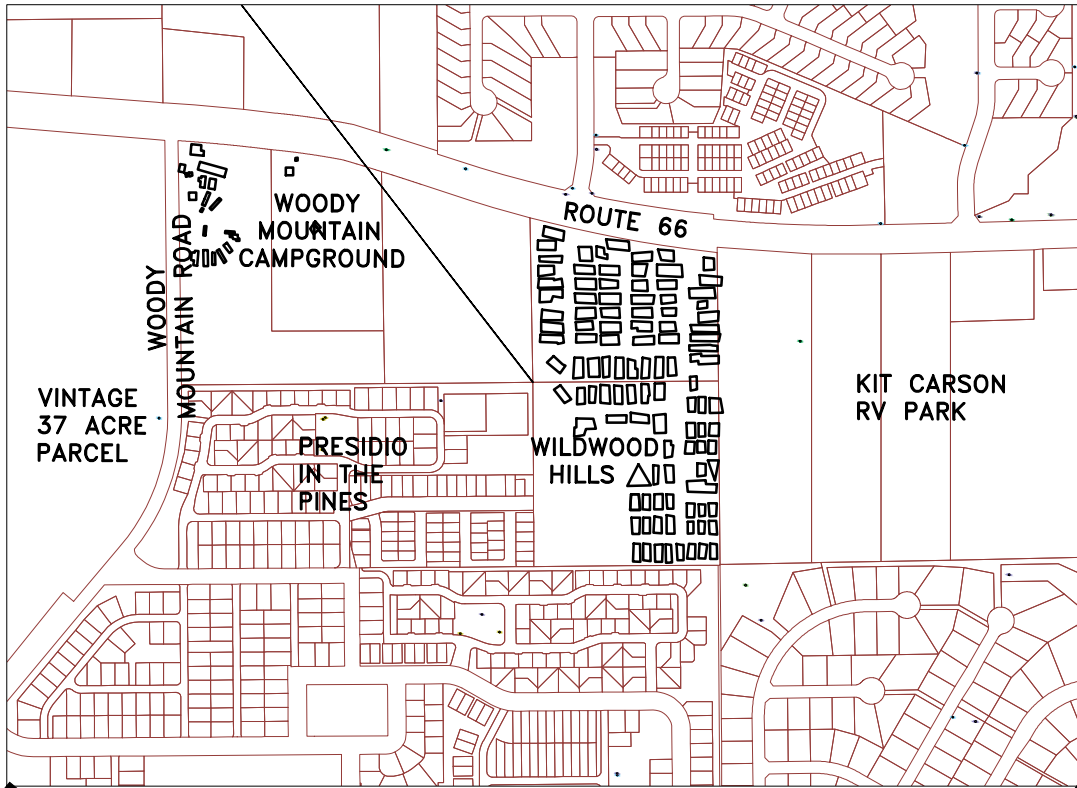 ROUTE 66
WOODY
MOUNTAIN
CAMPGROUND
WOODY
MOUNTAIN ROAD
VINTAGE
37 ACRE
PARCEL
KIT CARSON
RV PARK
PRESIDIO
IN THE
PINES
WILDWOOD
HILLS